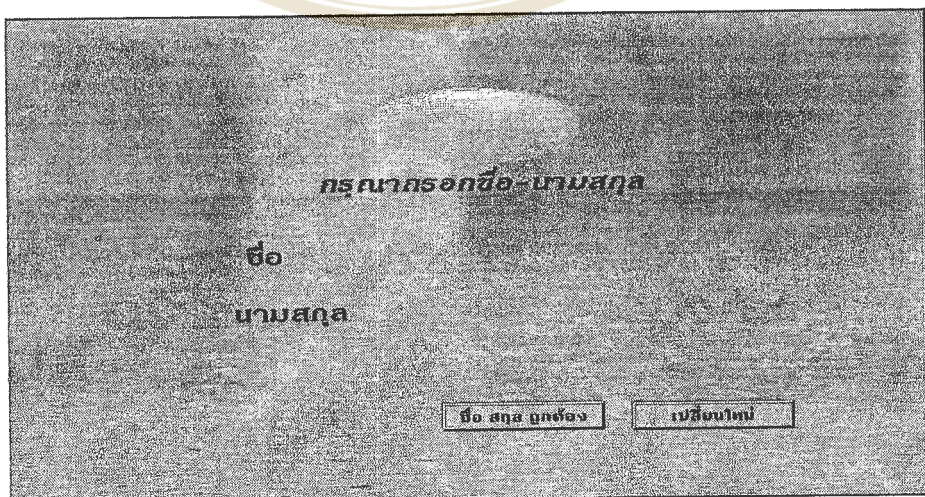 กรุณากรอกชื่อ-นามสกุล
ชื่อ
นามสกุล
ชื่อ สกุล ถูกต้อง เปลี่ยนใหม่